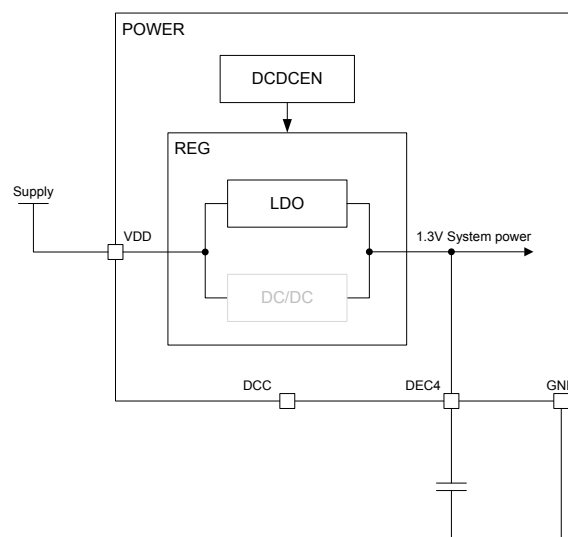 POWER
DCDCEN
REG
Supply
LDO
VDD
1.3V System power
DC/DC
DCC
DEC4